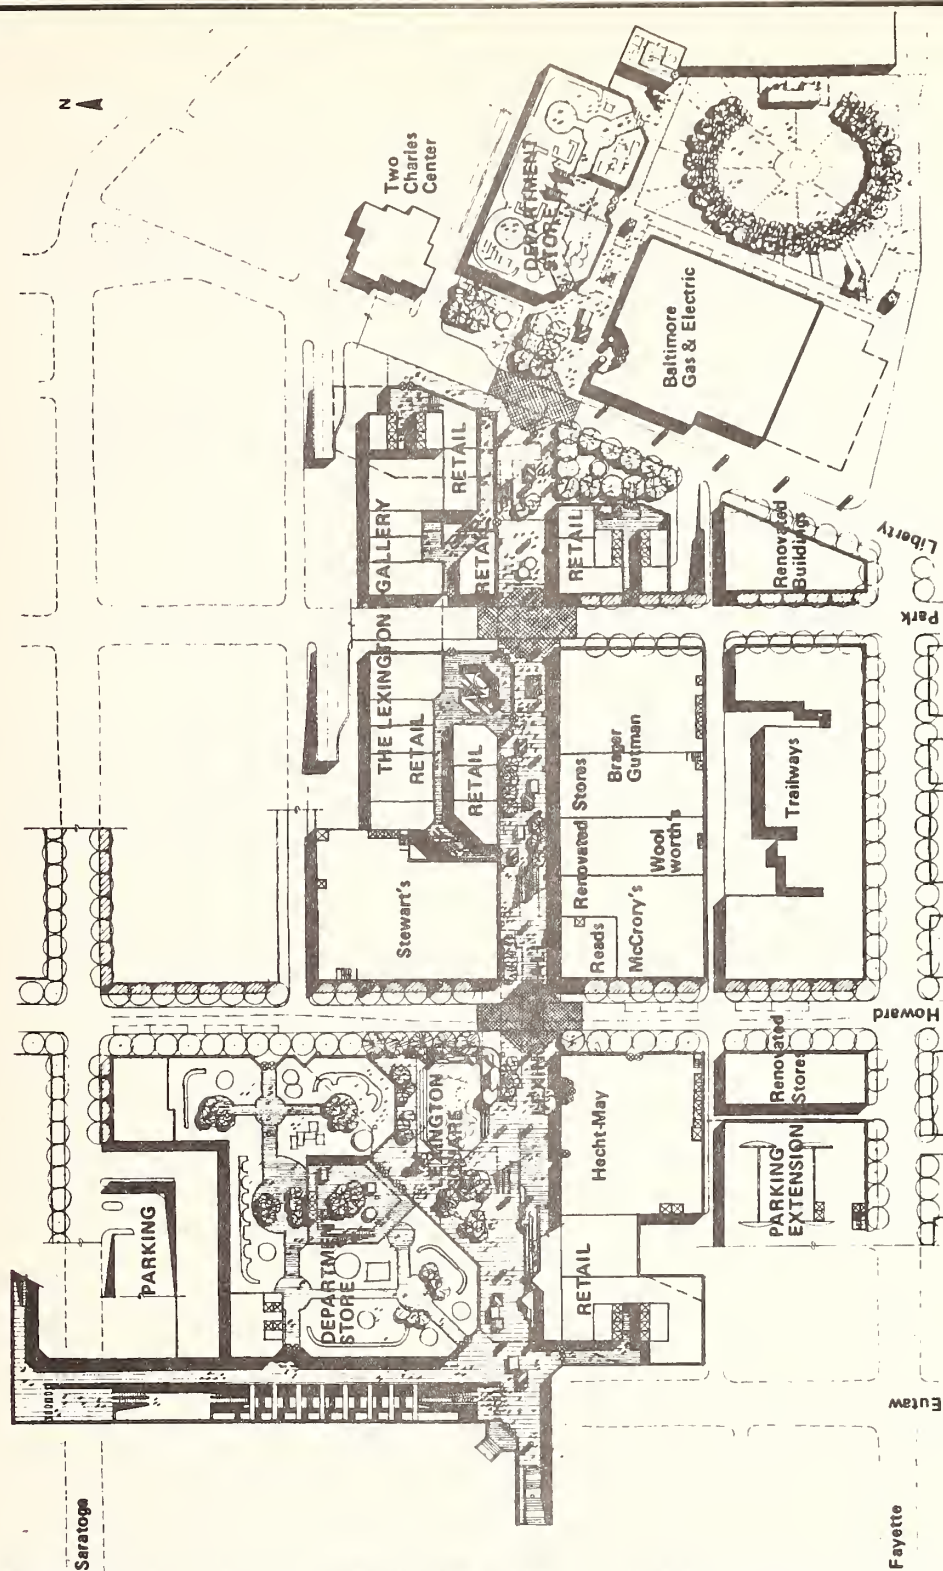 N
Two
Charles
Center
DEPARTMENT
STORE
Baltimore
Gas & Electric
THE LEXINGTON GALLERY
RETAIL
RETAIL
RETAIL
RETAIL
RETAIL
Renovated
Buildings
Liberty
Park
Stewart's
Renovated Stores
Brager
Gutman
Wool
worth's
McCrory's
Reads
Trailways
Howard
LEXINGTON
SQUARE
LEXIN
Hecht-May
Renovated
Stores
PARKING
EXTENSION
PARKING
DEPARTMENT
STORE
RETAIL
Eutaw
Saratoga
Fayette